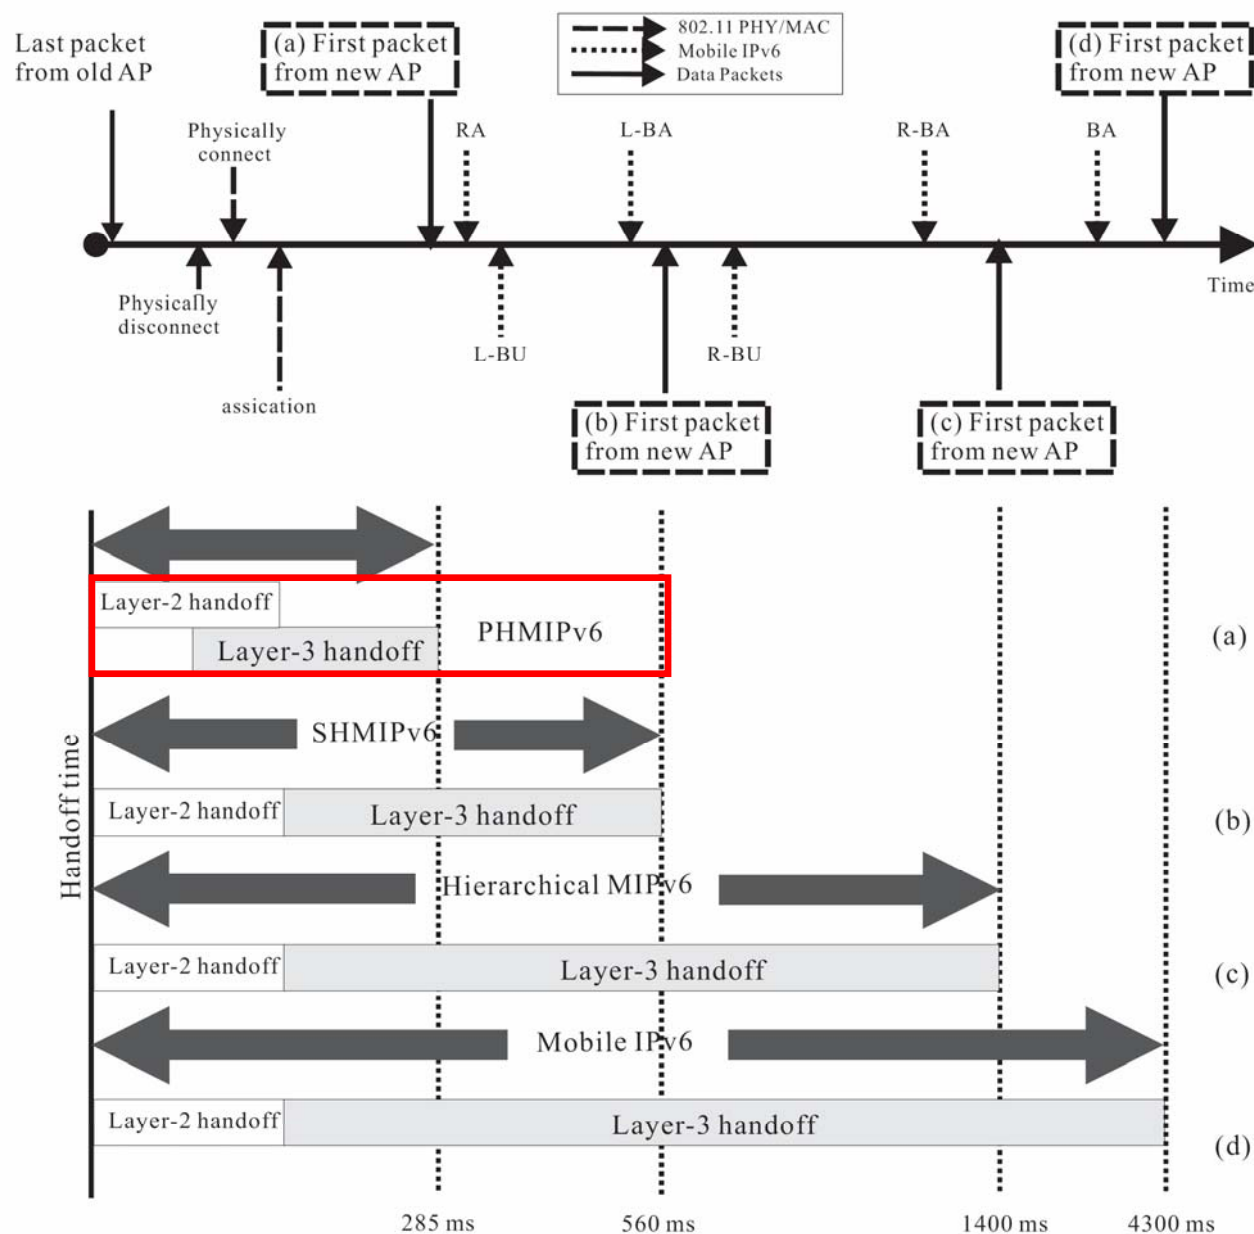 Last packet
from old AP
(a) First packet
from new AP
802.11 PHY/MAC
Mobile IPv6
Data Packets
(d) First packet
from new AP
Physically
connect
RA
L-BA
R-BA
BA
Time
Physically
disconnect
assication
L-BU
R-BU
(b) First packet
from new AP
(c) First packet
from new AP
Handoff time
Layer-2 handoff
Layer-3 handoff
PHMIPv6
(a)
SHMIPv6
Layer-2 handoff
Layer-3 handoff
(b)
Hierarchical MIPv6
Layer-2 handoff
Layer-3 handoff
(c)
Mobile IPv6
Layer-2 handoff
Layer-3 handoff
(d)
285 ms
560 ms
1400 ms
4300 ms